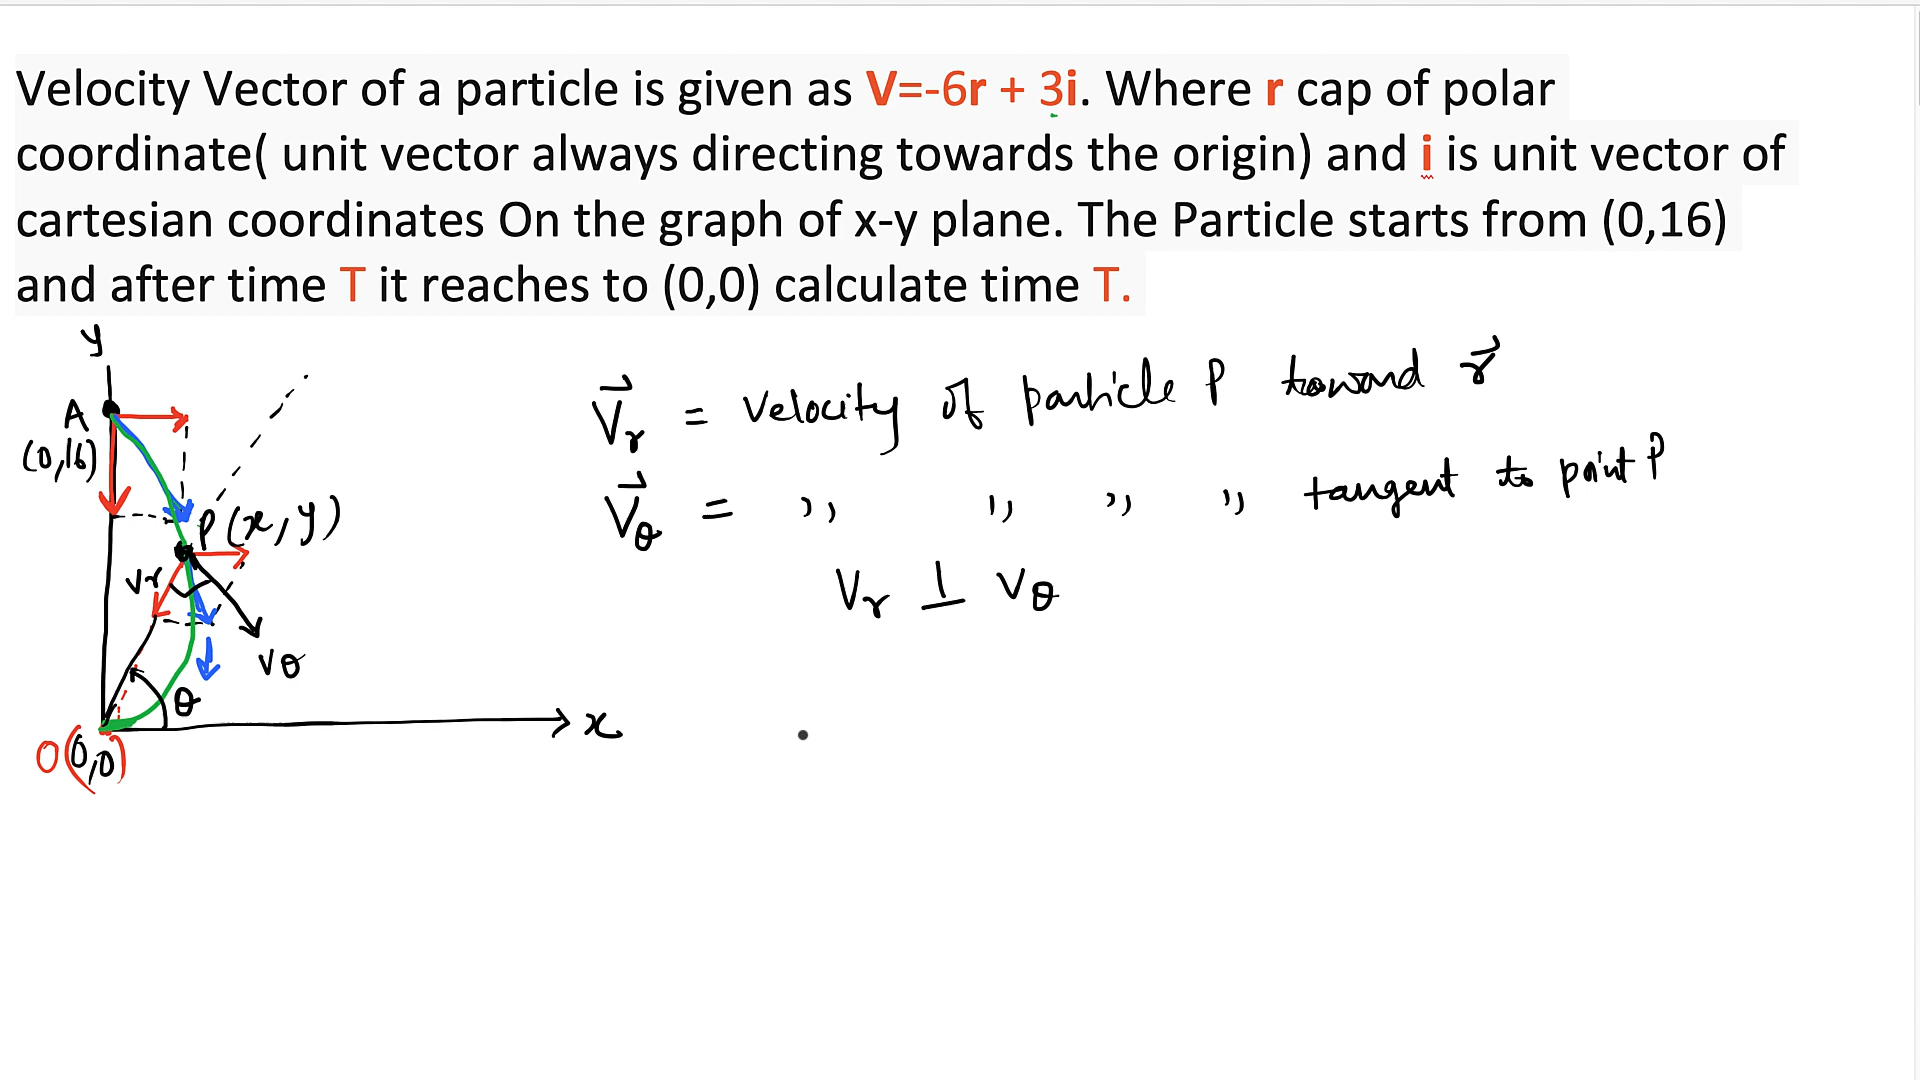 Velocity Vector of a particle is given as V=-6r + 3i. Where r cap of polar
coordinate( unit vector always directing towards the origin) and i is unit vector of
cartesian coordinates On the graph of x-y plane. The Particle starts from (0,16)
and after time T it reaches to (0,0) calculate time T.
y
A
(0,16)
P(x,y)
Vr
Vθ
θ
x
O(0,0)
V⃗r = Velocity of particle P toward r⃗
V⃗θ = ,, ,, ,, ,, tangent to point P
Vr ⊥ Vθ